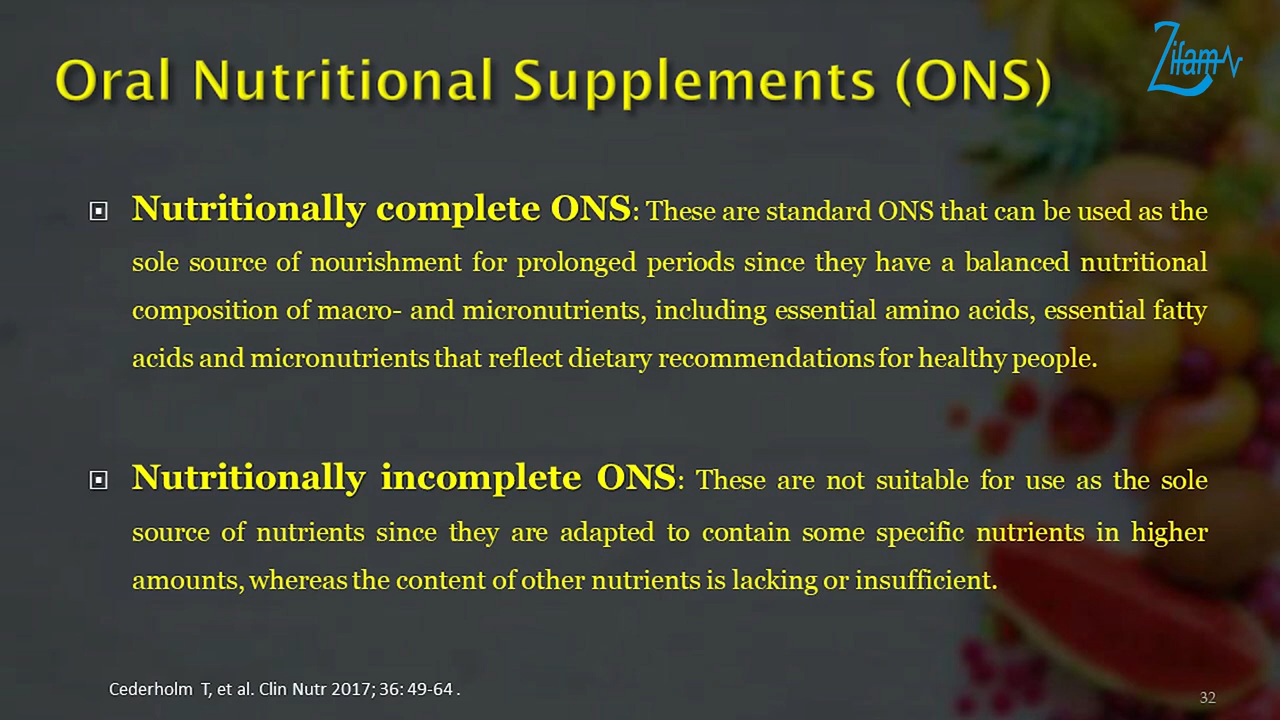 Zifam
Oral Nutritional Supplements (ONS)
Nutritionally complete ONS: These are standard ONS that can be used as the
sole source of nourishment for prolonged periods since they have a balanced nutritional
composition of macro- and micronutrients, including essential amino acids, essential fatty
acids and micronutrients that reflect dietary recommendations for healthy people.
Nutritionally incomplete ONS: These are not suitable for use as the sole
source of nutrients since they are adapted to contain some specific nutrients in higher
amounts, whereas the content of other nutrients is lacking or insufficient.
Cederholm T, et al. Clin Nutr 2017; 36: 49-64 .
32